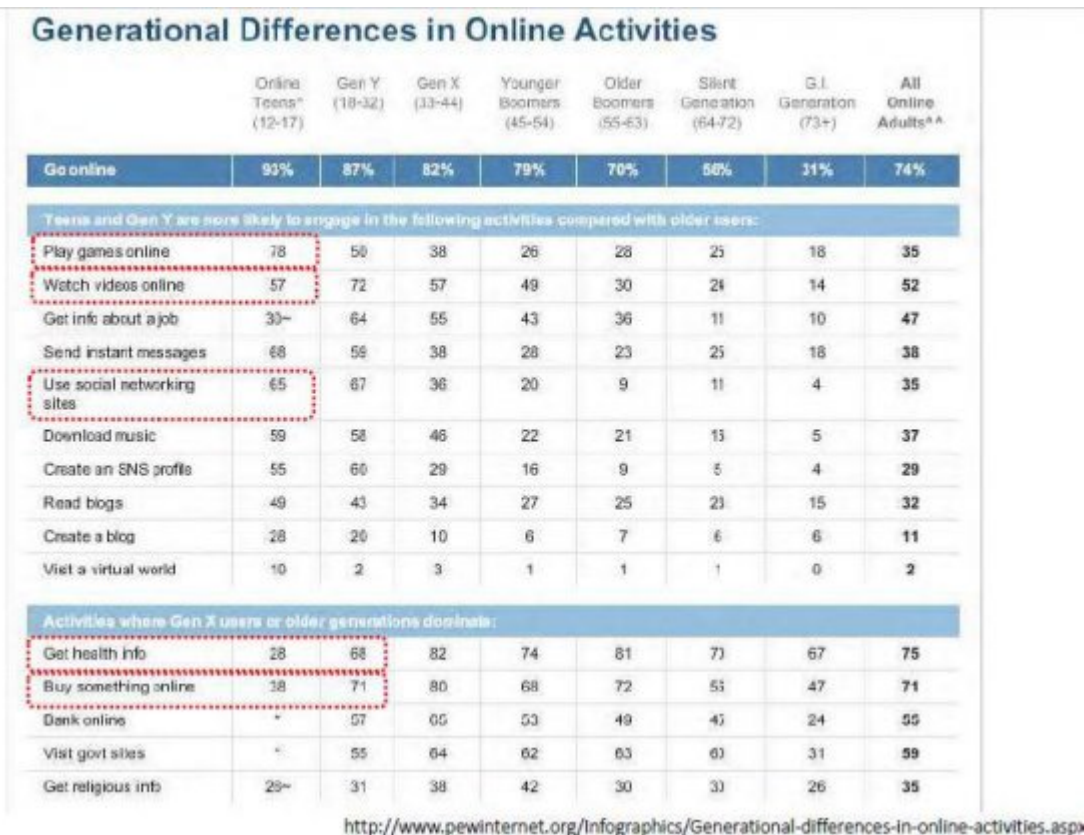 Generational Differences in Online Activities
Online Teens* (12-17) Gen Y (18-32) Gen X (33-44) Younger Boomers (45-54) Older Boomers (55-63) Silent Generation (64-72) G.I. Generation (73+) All Online Adults^^
Go online 93% 87% 82% 79% 70% 56% 31% 74%
Teens and Gen Y are more likely to engage in the following activities compared with older users:
Play games online 78 50 38 26 28 25 18 35
Watch videos online 57 72 57 49 30 24 14 52
Get info about a job 30~ 64 55 43 36 11 10 47
Send instant messages 68 59 38 28 23 25 18 38
Use social networking sites 65 67 36 20 9 11 4 35
Download music 59 58 46 22 21 16 5 37
Create an SNS profile 55 60 29 16 9 5 4 29
Read blogs 49 43 34 27 25 23 15 32
Create a blog 28 20 10 6 7 6 6 11
Visit a virtual world 10 2 3 1 1 1 0 2
Activities where Gen X users or older generations dominate:
Get health info 28 68 82 74 81 70 67 75
Buy something online 38 71 80 68 72 56 47 71
Bank online * 57 65 53 49 45 24 55
Visit govt sites * 55 64 62 63 60 31 59
Get religious info 26~ 31 38 42 30 30 26 35
http://www.pewinternet.org/Infographics/Generational-differences-in-online-activities.aspx